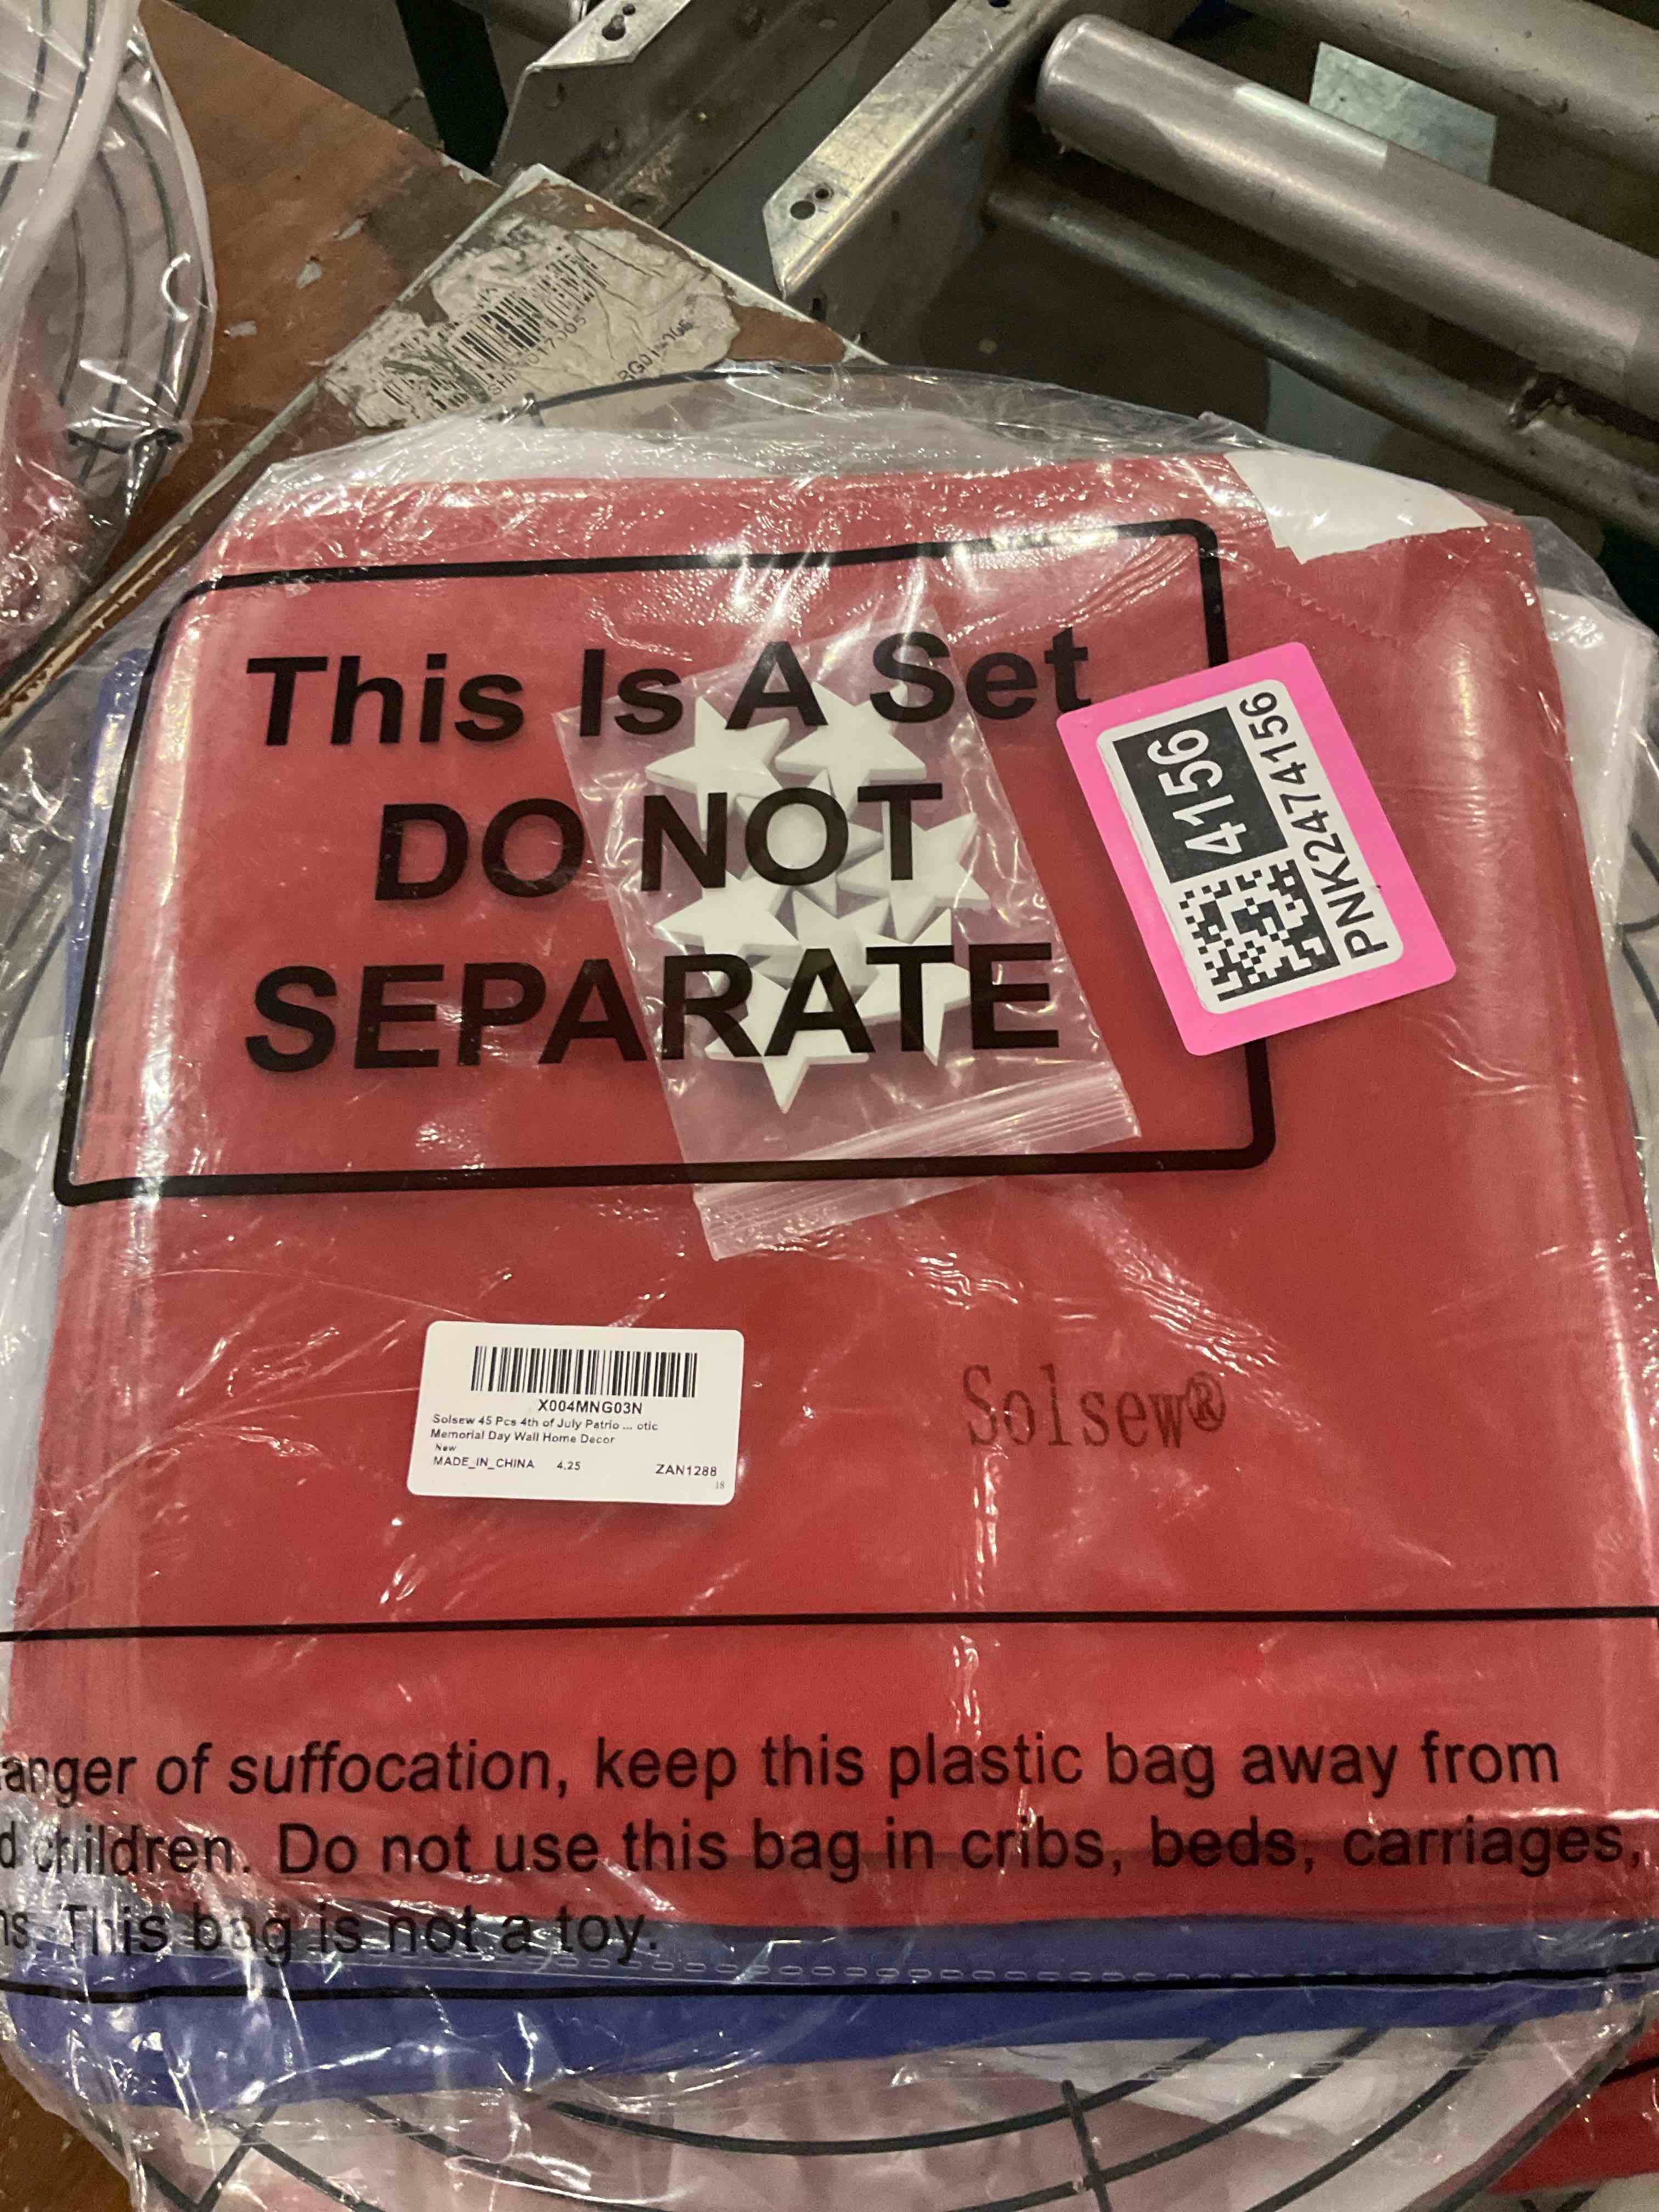 This Is A Set
DO NOT
SEPARATE
4156
PNK2474156
X004MNG03N
Solsew 45 Pcs 4th of July Patrio ... otic
Memorial Day Wall Home Decor
New
MADE_IN_CHINA 4.25 ZAN1288
18
Solsew®
anger of suffocation, keep this plastic bag away from
d children. Do not use this bag in cribs, beds, carriages,
ns. This bag is not a toy.